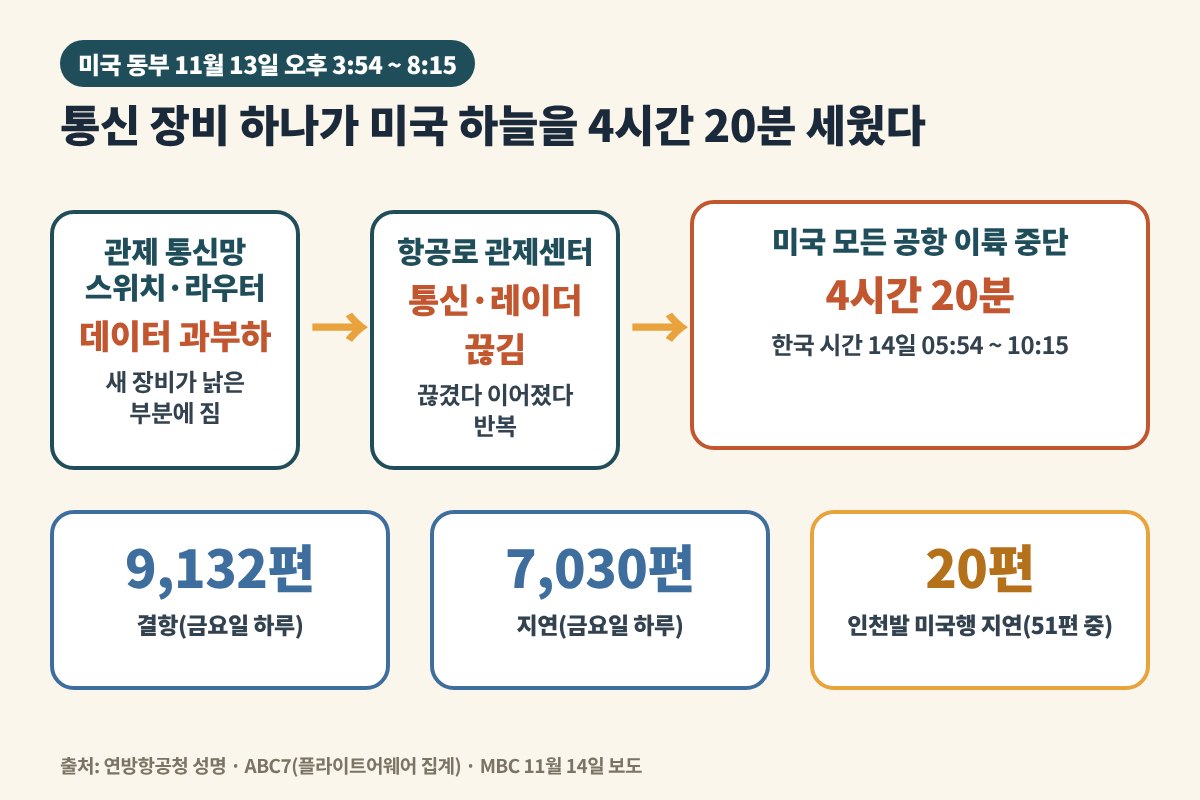 미국 동부 11월 13일 오후 3:54 ~ 8:15
통신 장비 하나가 미국 하늘을 4시간 20분 세웠다
관제 통신망
스위치·라우터
데이터 과부하
새 장비가 낡은
부분에 짐
항공로 관제센터
통신·레이더
끊김
끊겼다 이어졌다
반복
미국 모든 공항 이륙 중단
4시간 20분
한국 시간 14일 05:54 ~ 10:15
9,132편
결항(금요일 하루)
7,030편
지연(금요일 하루)
20편
인천발 미국행 지연(51편 중)
출처: 연방항공청 성명 · ABC7(플라이트어웨어 집계) · MBC 11월 14일 보도